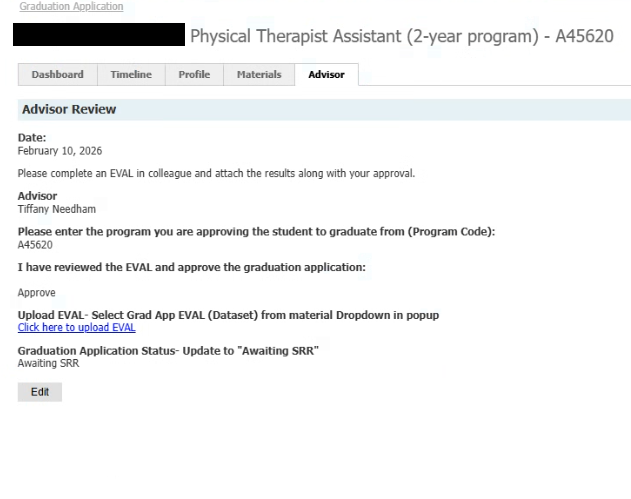 Graduation Application
Physical Therapist Assistant (2-year program) - A45620
Dashboard Timeline Profile Materials Advisor
Advisor Review
Date:
February 10, 2026
Please complete an EVAL in colleague and attach the results along with your approval.
Advisor
Tiffany Needham
Please enter the program you are approving the student to graduate from (Program Code):
A45620
I have reviewed the EVAL and approve the graduation application:
Approve
Upload EVAL- Select Grad App EVAL (Dataset) from material Dropdown in popup
Click here to upload EVAL
Graduation Application Status- Update to "Awaiting SRR"
Awaiting SRR
Edit